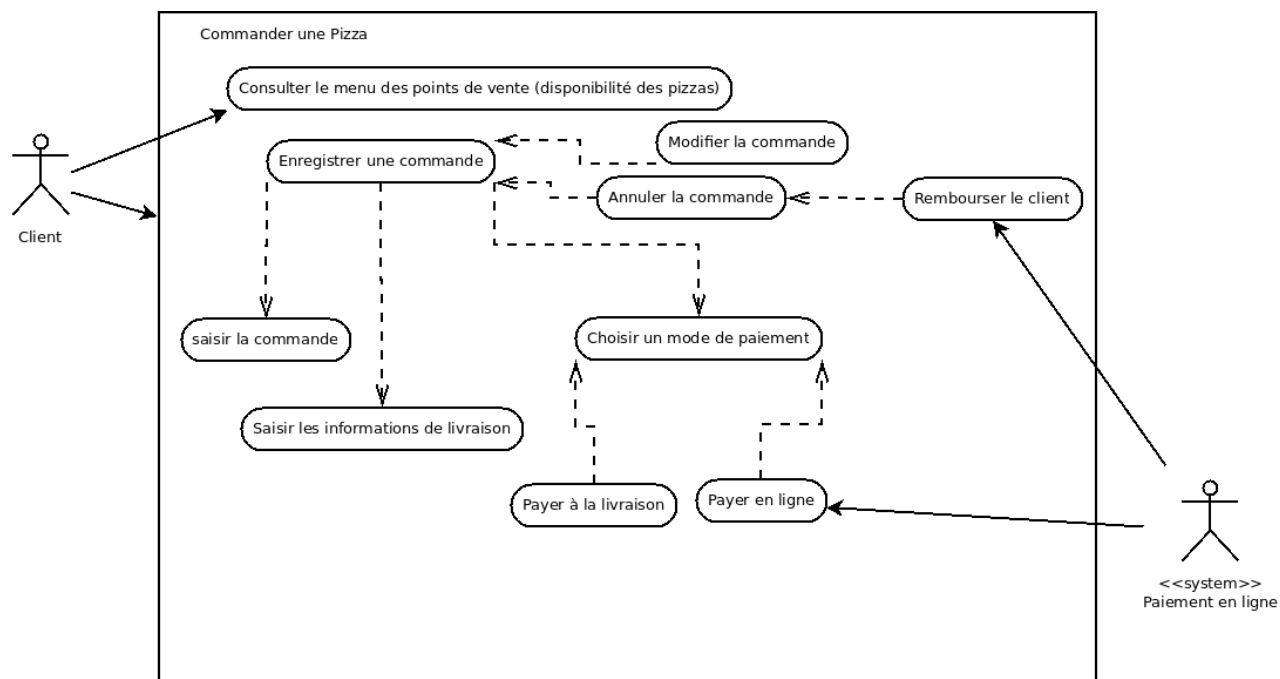 Commander une Pizza
Consulter le menu des points de vente (disponibilité des pizzas)
Modifier la commande
Enregistrer une commande
Annuler la commande
Rembourser le client
Client
saisir la commande
Choisir un mode de paiement
Saisir les informations de livraison
Payer à la livraison
Payer en ligne
<<system>>
Paiement en ligne